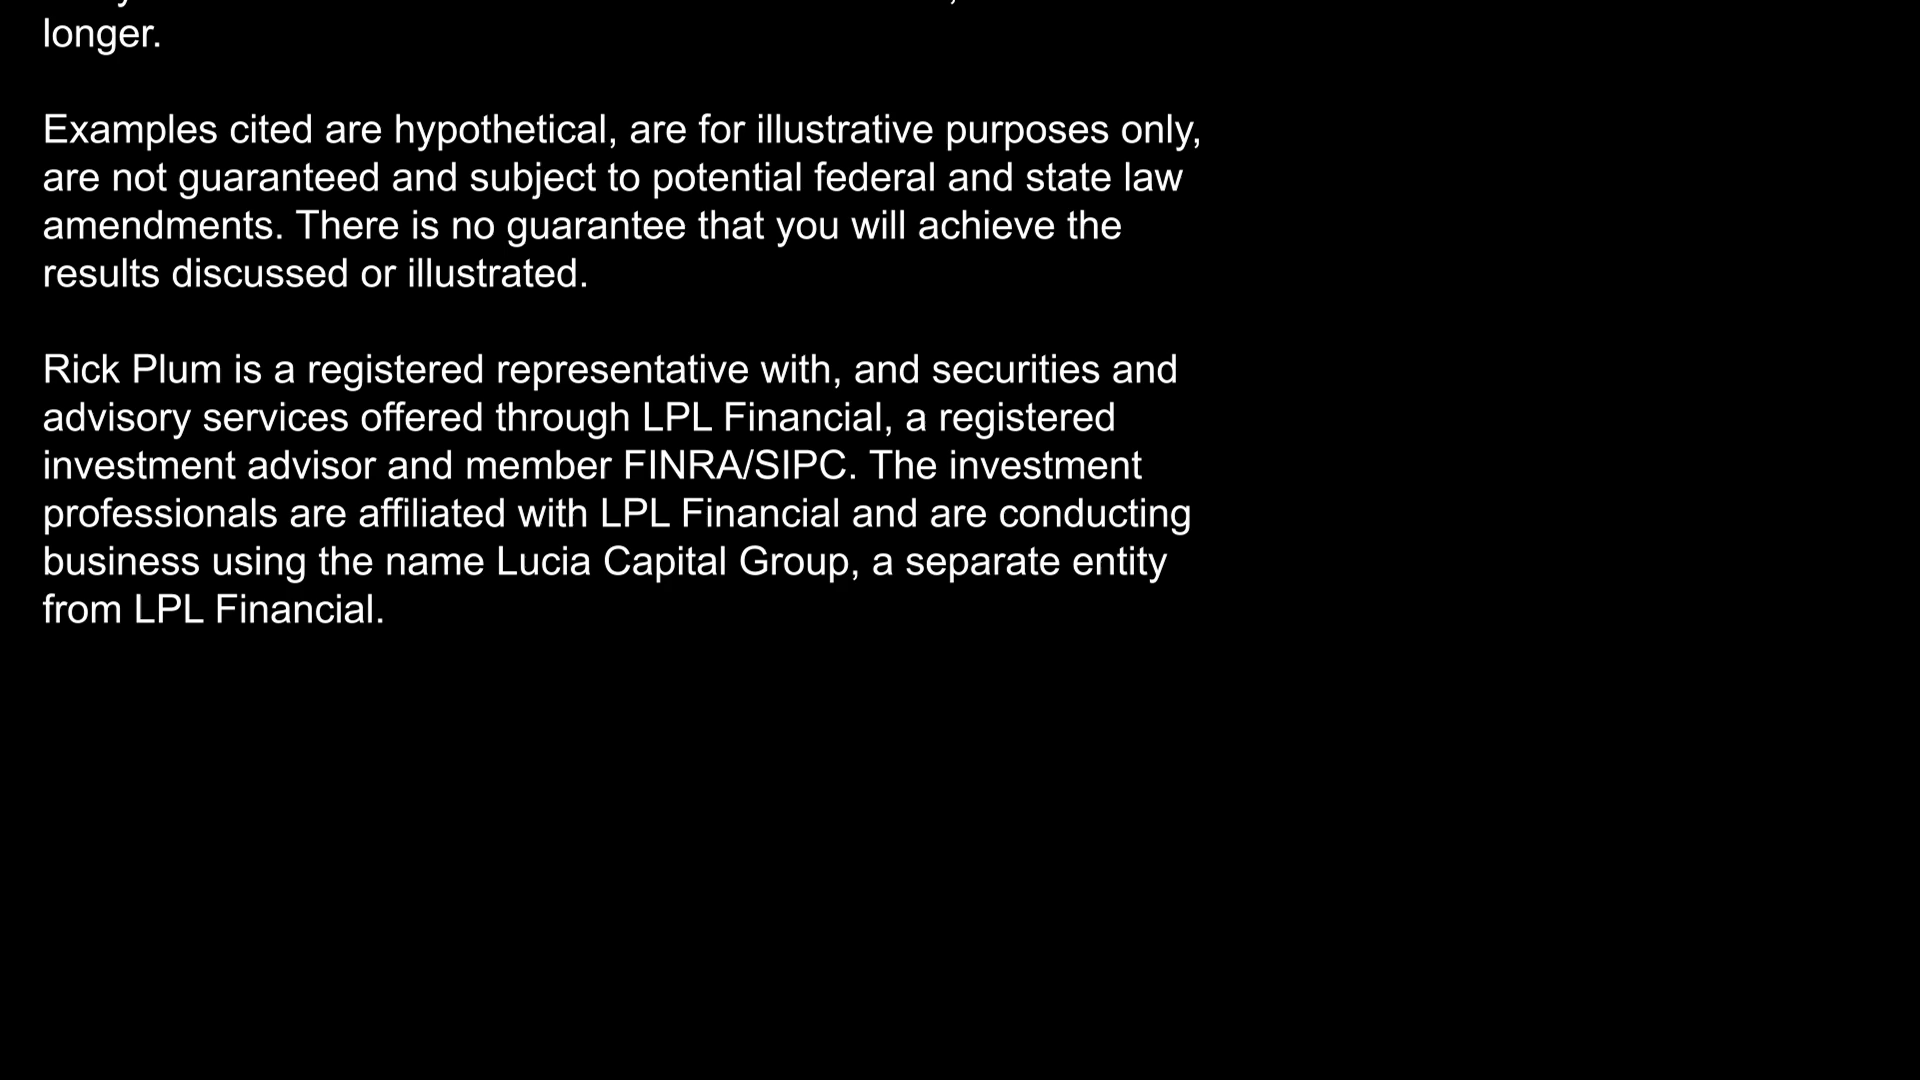 longer.
Examples cited are hypothetical, are for illustrative purposes only,
are not guaranteed and subject to potential federal and state law
amendments. There is no guarantee that you will achieve the
results discussed or illustrated.
Rick Plum is a registered representative with, and securities and
advisory services offered through LPL Financial, a registered
investment advisor and member FINRA/SIPC. The investment
professionals are affiliated with LPL Financial and are conducting
business using the name Lucia Capital Group, a separate entity
from LPL Financial.